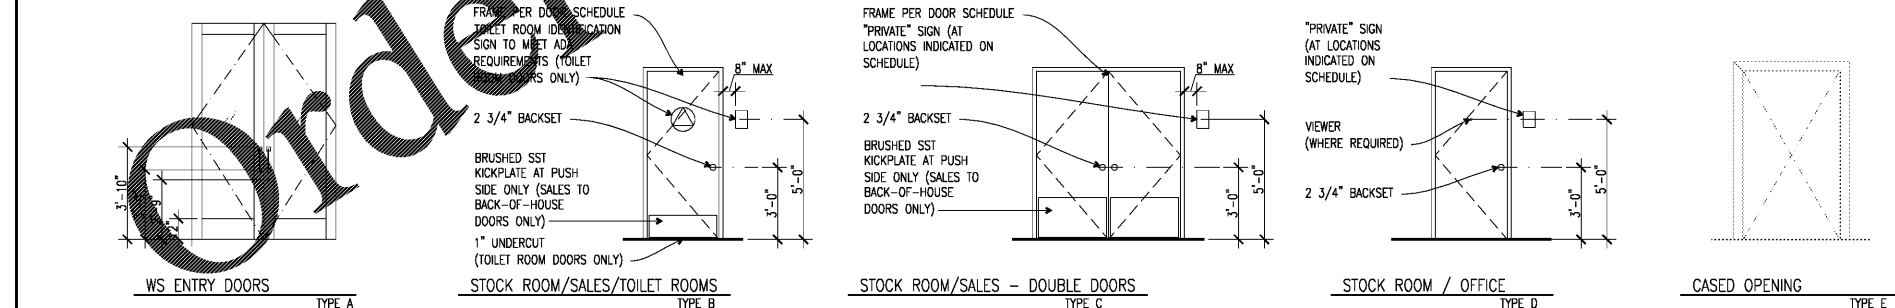 Order
3'-10"
WS ENTRY DOORS
TYPE A
FRAME PER DOOR SCHEDULE
TOILET ROOM IDENTIFICATION
SIGN TO MEET ADA
REQUIREMENTS (TOILET
ROOM DOORS ONLY)
8" MAX
2 3/4" BACKSET
BRUSHED SST
KICKPLATE AT PUSH
SIDE ONLY (SALES TO
BACK-OF-HOUSE
DOORS ONLY)
1" UNDERCUT
(TOILET ROOM DOORS ONLY)
3'-0"
5'-0"
STOCK ROOM/SALES/TOILET ROOMS
TYPE B
FRAME PER DOOR SCHEDULE
"PRIVATE" SIGN (AT
LOCATIONS INDICATED ON
SCHEDULE)
8" MAX
2 3/4" BACKSET
BRUSHED SST
KICKPLATE AT PUSH
SIDE ONLY (SALES TO
BACK-OF-HOUSE
DOORS ONLY)
3'-0"
5'-0"
STOCK ROOM/SALES - DOUBLE DOORS
TYPE C
"PRIVATE" SIGN
(AT LOCATIONS
INDICATED ON
SCHEDULE)
VIEWER
(WHERE REQUIRED)
2 3/4" BACKSET
3'-0"
5'-0"
STOCK ROOM / OFFICE
TYPE D
CASED OPENING
TYPE E